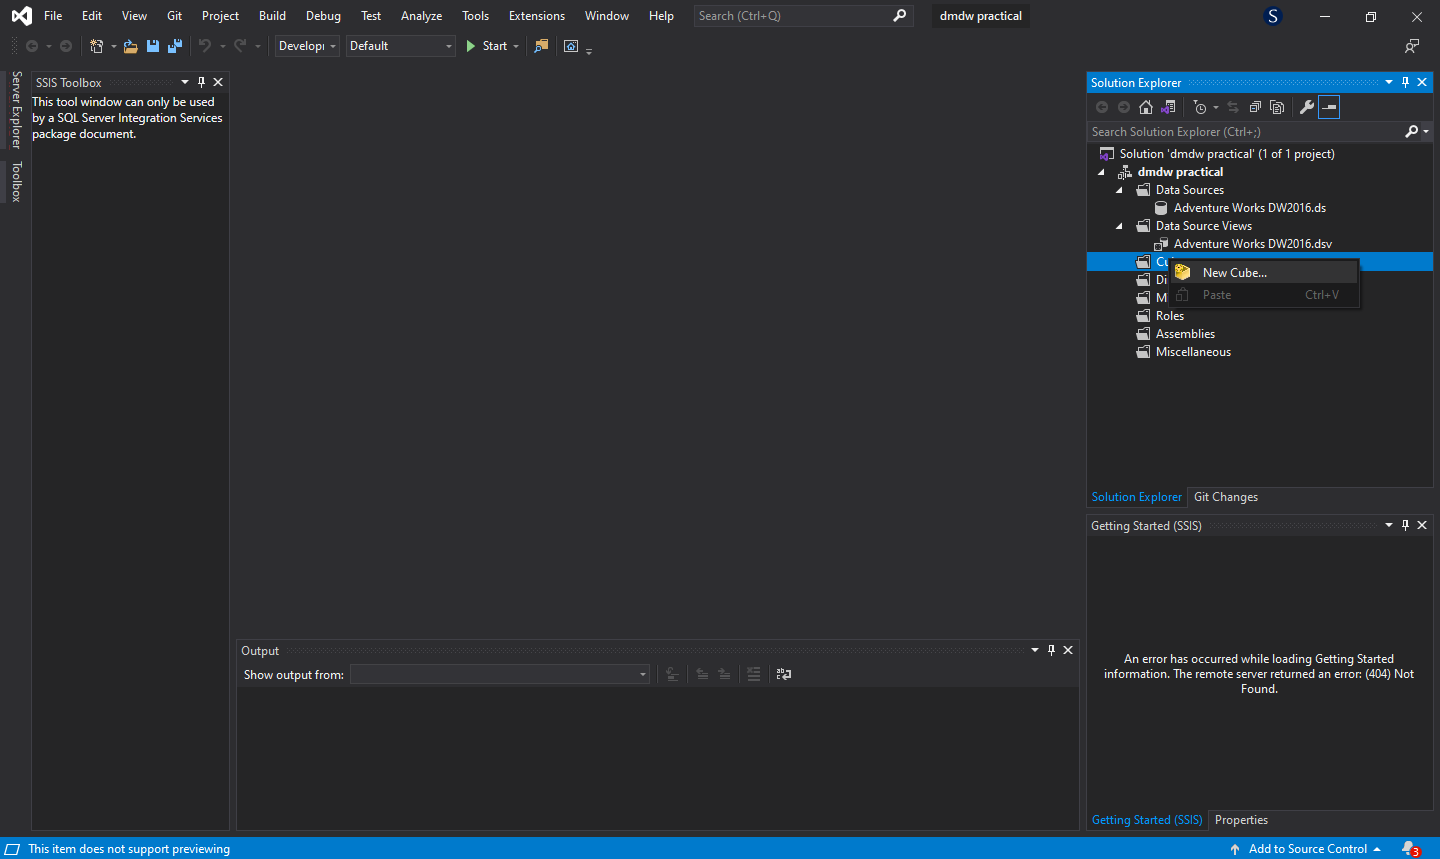 File Edit View Git Project Build Debug Test Analyze Tools Extensions Window Help Search (Ctrl+Q) dmdw practical S
Developi Default Start
Server Explorer
Toolbox
SSIS Toolbox
This tool window can only be used
by a SQL Server Integration Services
package document.
Output
Show output from:
Solution Explorer
Search Solution Explorer (Ctrl+;)
Solution 'dmdw practical' (1 of 1 project)
dmdw practical
Data Sources
Adventure Works DW2016.ds
Data Source Views
Adventure Works DW2016.dsv
Cu
New Cube...
Di
Paste Ctrl+V
M
Roles
Assemblies
Miscellaneous
Solution Explorer Git Changes
Getting Started (SSIS)
An error has occurred while loading Getting Started
information. The remote server returned an error: (404) Not
Found.
Getting Started (SSIS) Properties
This item does not support previewing Add to Source Control 3